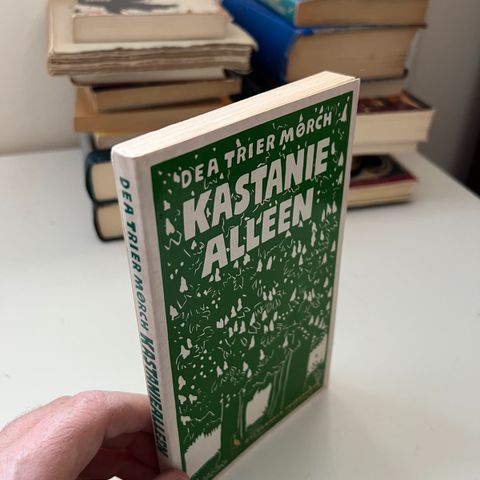 DEA TRIER MØRCH
KASTANIE
ALLEEN
DEA TRIER MØRCH KASTANIEALLEEN